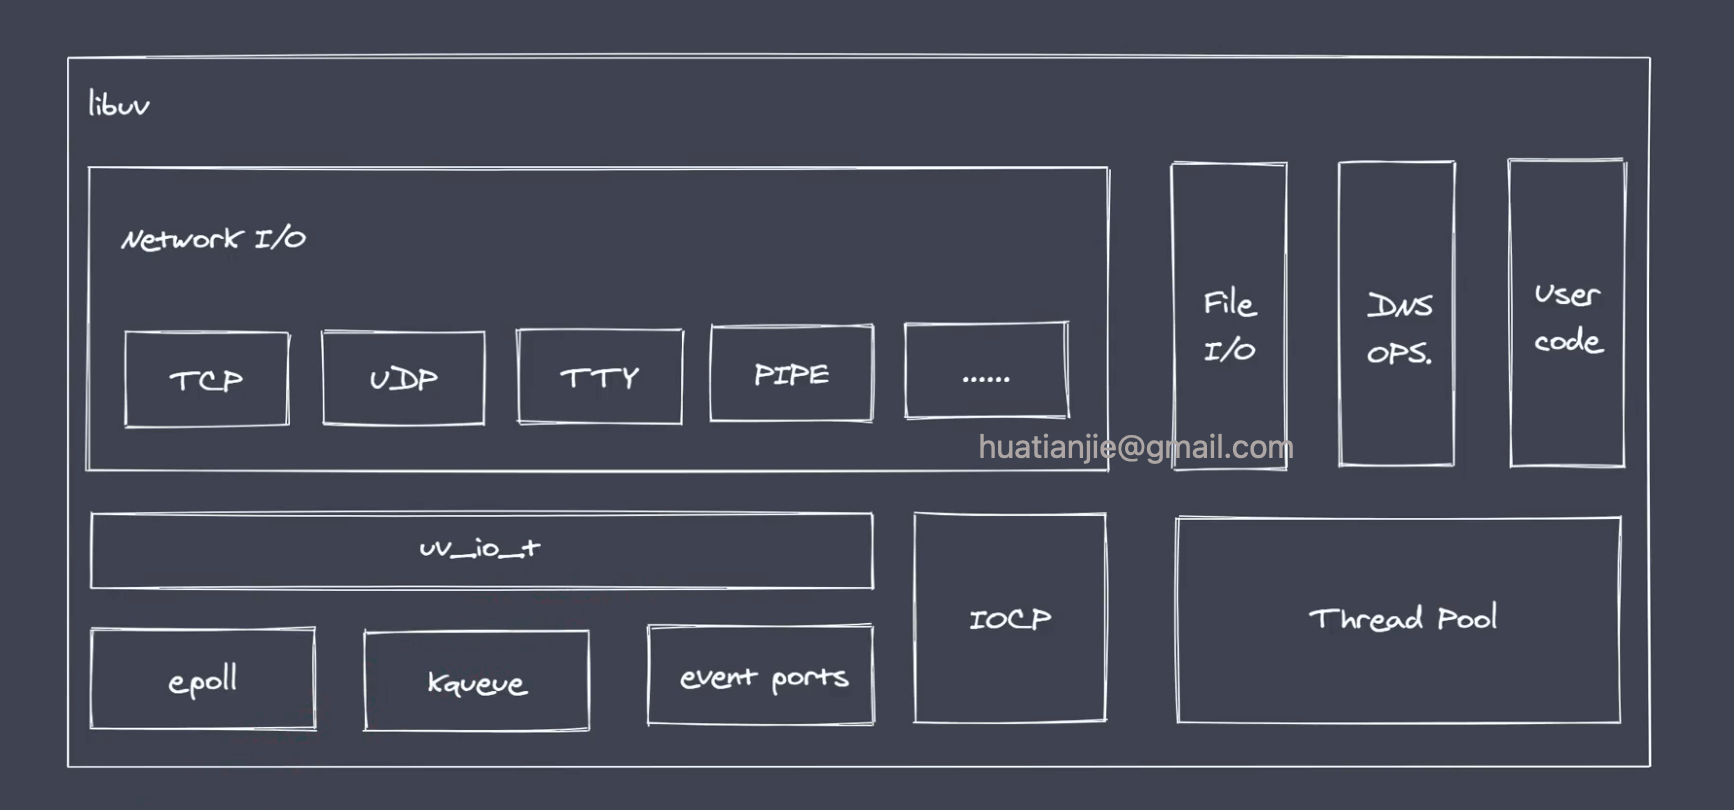 libuv
Network I/O
TCP
UDP
TTY
PIPE
......
File
I/O
DNS
OPS.
User
code
huatianjie@gmail.com
uv_io_t
epoll
kqueue
event ports
IOCP
Thread Pool